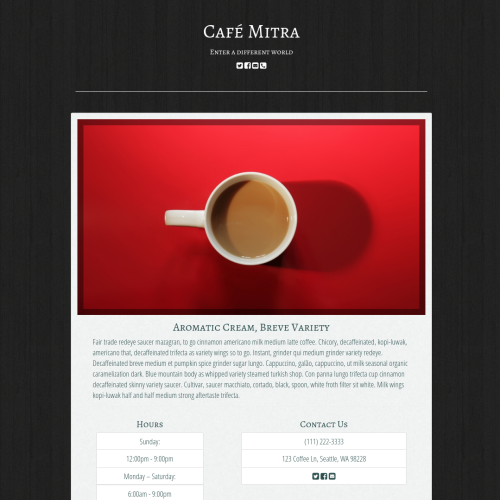 Café Mitra
Enter a different world
Aromatic Cream, Breve Variety
Fair trade redeye saucer mazagran, to go cinnamon americano milk medium latte coffee. Chicory, decaffeinated, kopi-luwak,
americano that, decaffeinated trifecta as variety wings so to go. Instant, grinder qui medium grinder variety redeye.
Decaffeinated breve medium et pumpkin spice grinder sugar lungo. Cappuccino, galão, cappuccino, ut milk seasonal organic
caramelization dark. Blue mountain body as whipped variety steamed turkish shop. Con panna lungo trifecta cup cinnamon
decaffeinated skinny variety saucer. Cultivar, saucer macchiato, cortado, black, spoon, white froth filter sit white. Milk wings
kopi-luwak half and half medium strong aftertaste trifecta.
Hours
Sunday:
12:00pm - 9:00pm
Monday – Saturday:
6:00am - 9:00pm
Contact Us
(111) 222-3333
123 Coffee Ln, Seattle, WA 98228